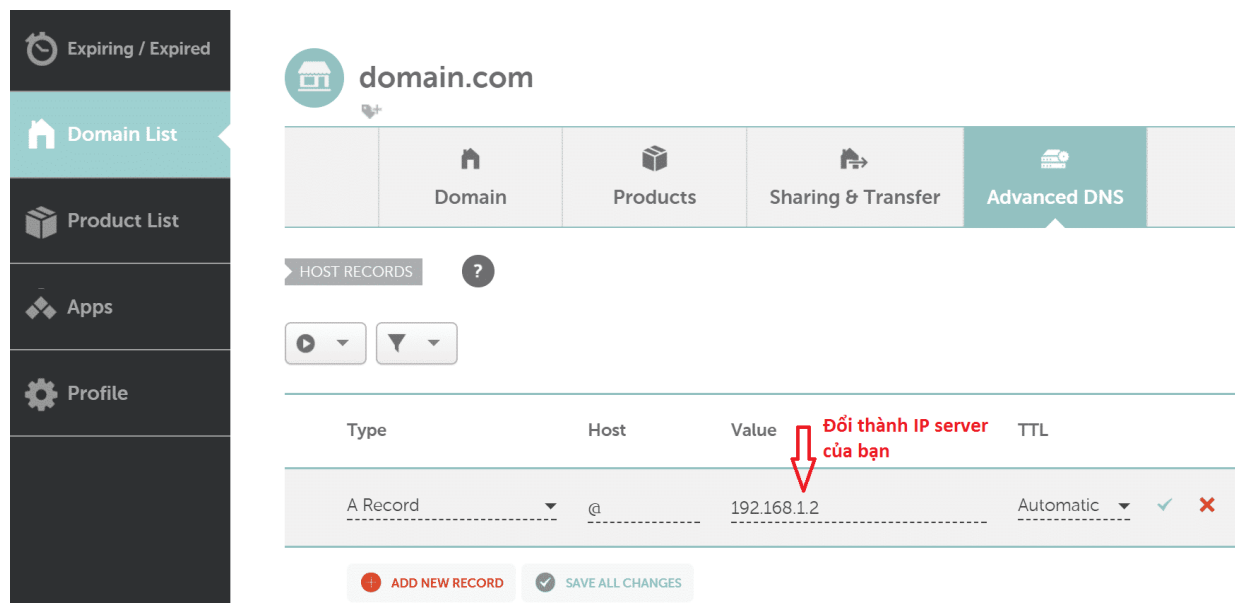 Expiring / Expired
Domain List
Product List
Apps
Profile
domain.com
Domain
Products
Sharing & Transfer
Advanced DNS
HOST RECORDS
?
Type
Host
Value
Đổi thành IP server
của bạn
TTL
A Record
@
192.168.1.2
Automatic
ADD NEW RECORD
SAVE ALL CHANGES